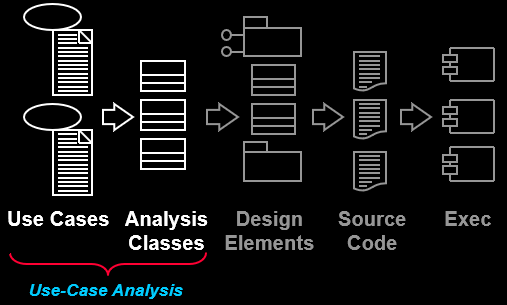 Use Cases
Analysis
Classes
Design
Elements
Source
Code
Exec
Use-Case Analysis